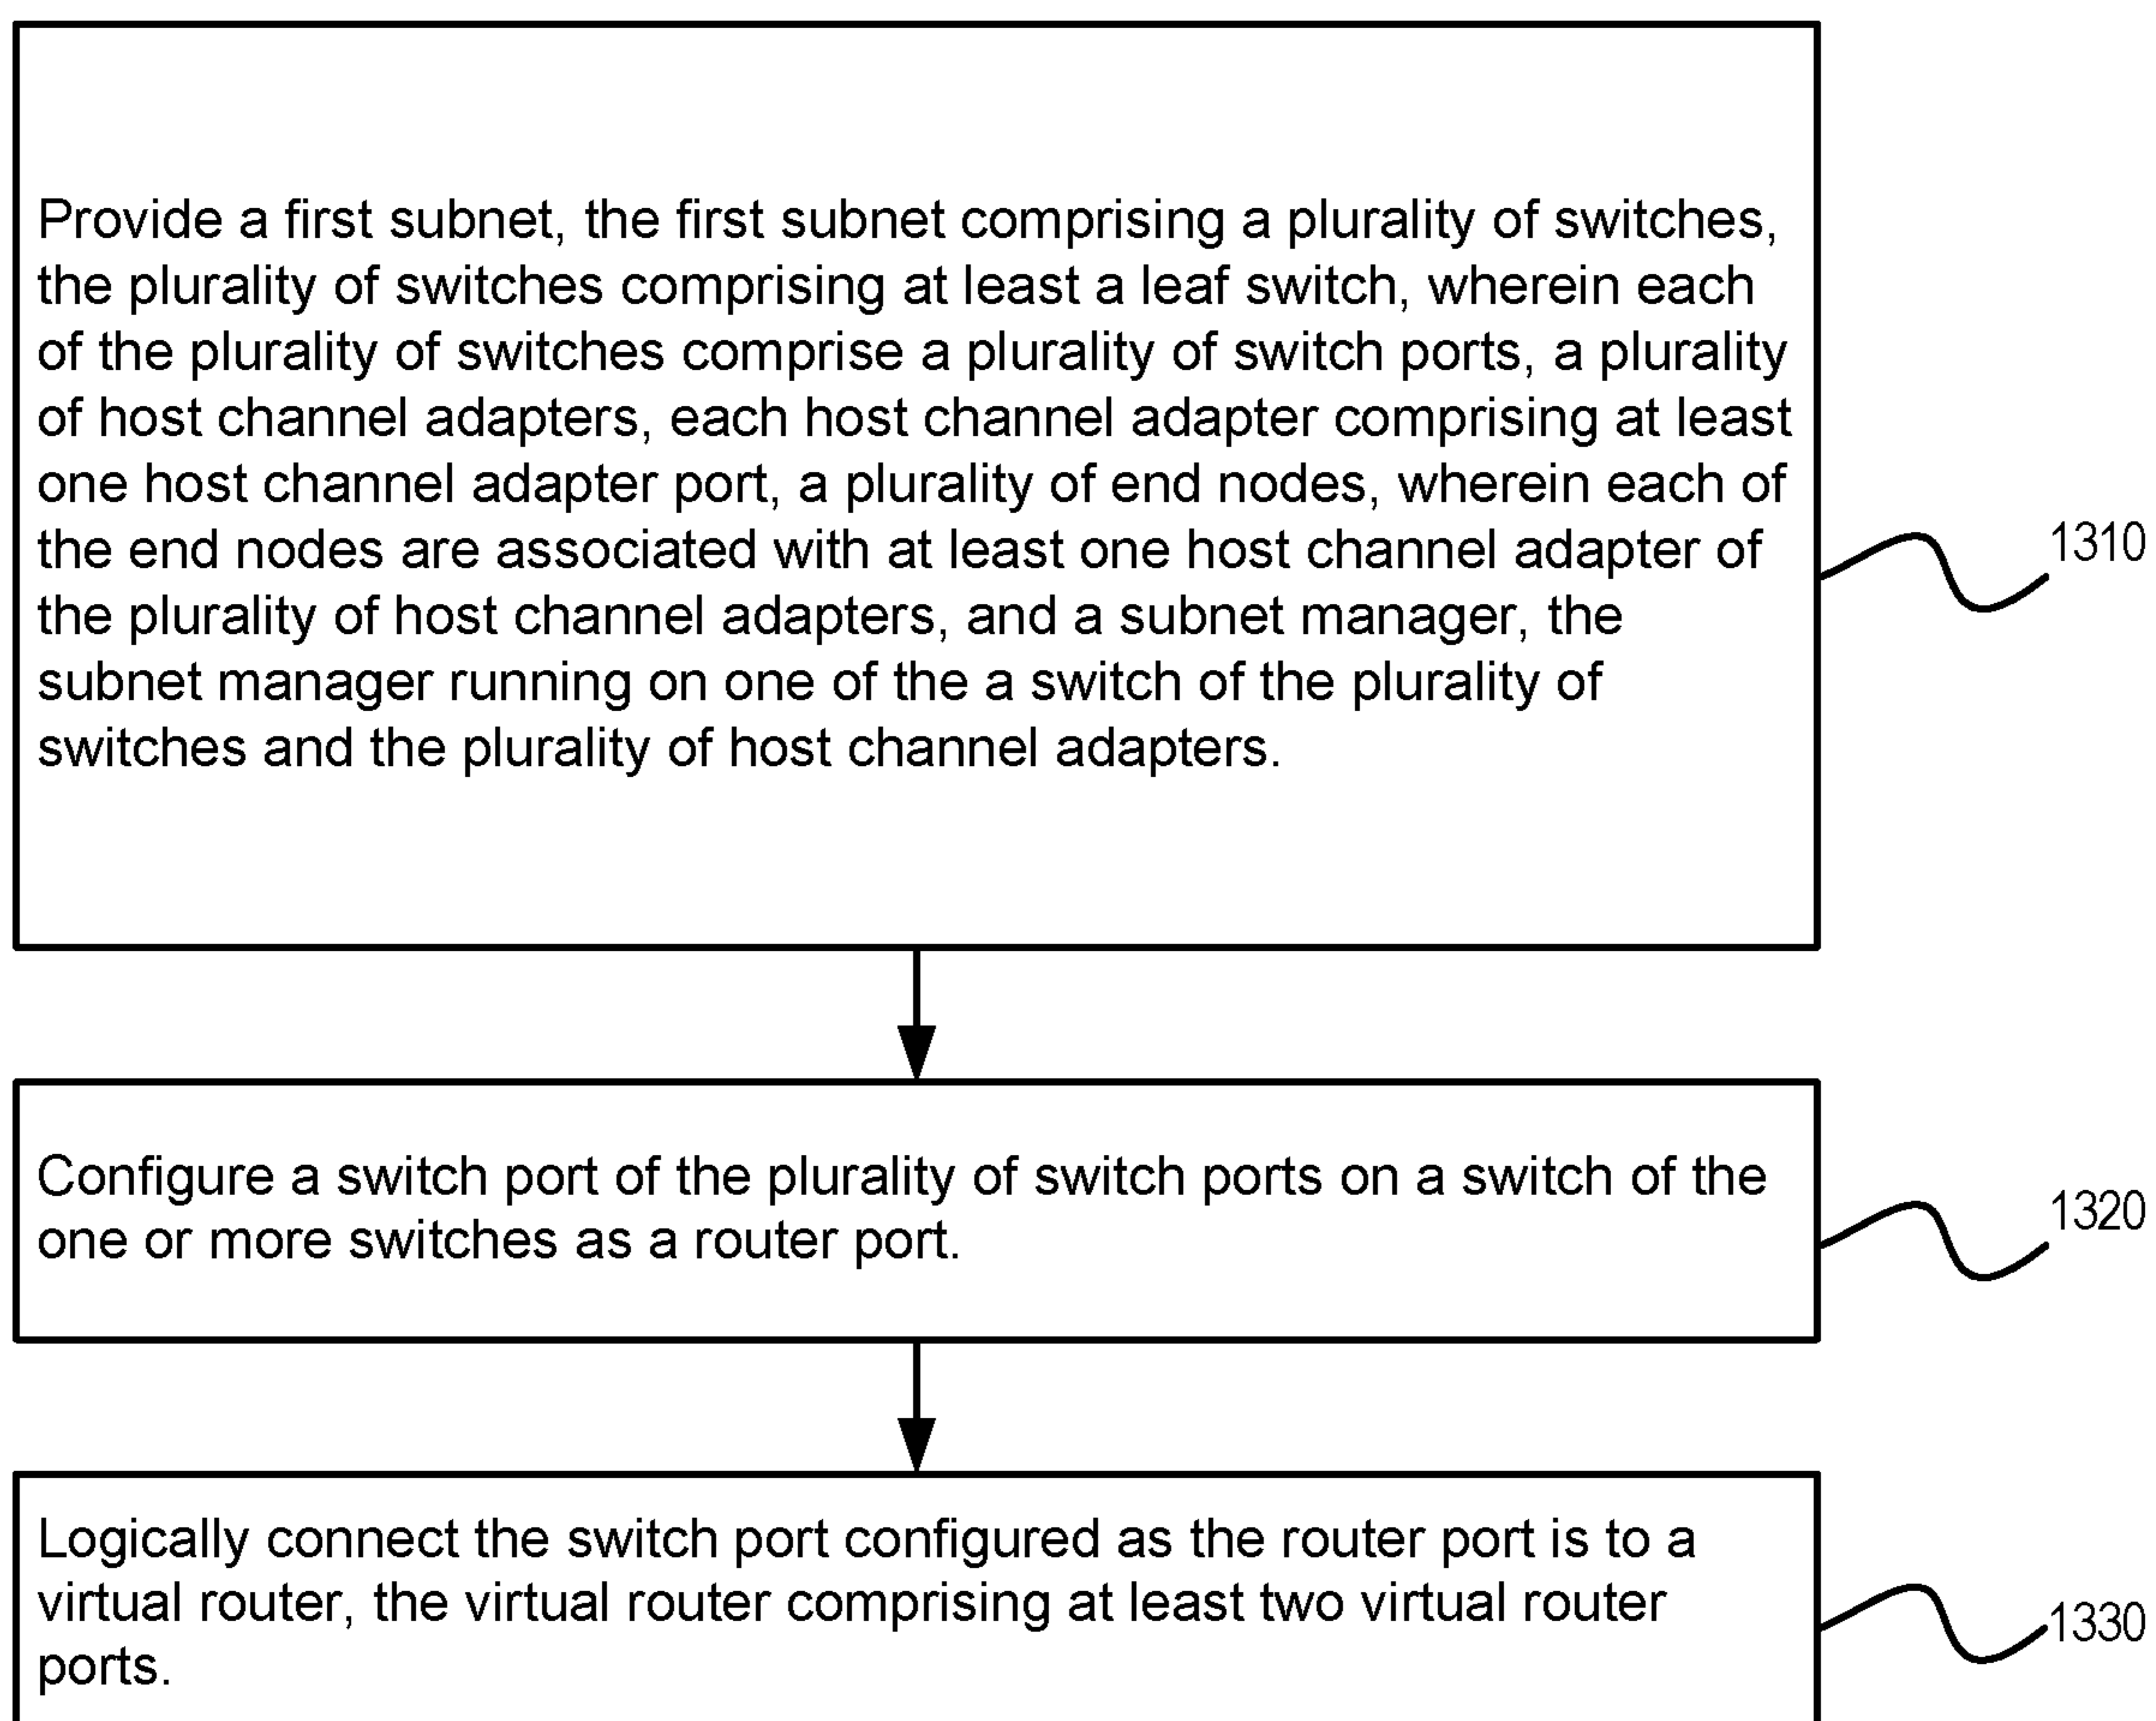 Provide a first subnet, the first subnet comprising a plurality of switches,
the plurality of switches comprising at least a leaf switch, wherein each
of the plurality of switches comprise a plurality of switch ports, a plurality
of host channel adapters, each host channel adapter comprising at least
one host channel adapter port, a plurality of end nodes, wherein each of
the end nodes are associated with at least one host channel adapter of
the plurality of host channel adapters, and a subnet manager, the
subnet manager running on one of the a switch of the plurality of
switches and the plurality of host channel adapters.
1310
Configure a switch port of the plurality of switch ports on a switch of the
one or more switches as a router port.
1320
Logically connect the switch port configured as the router port is to a
virtual router, the virtual router comprising at least two virtual router
ports.
1330